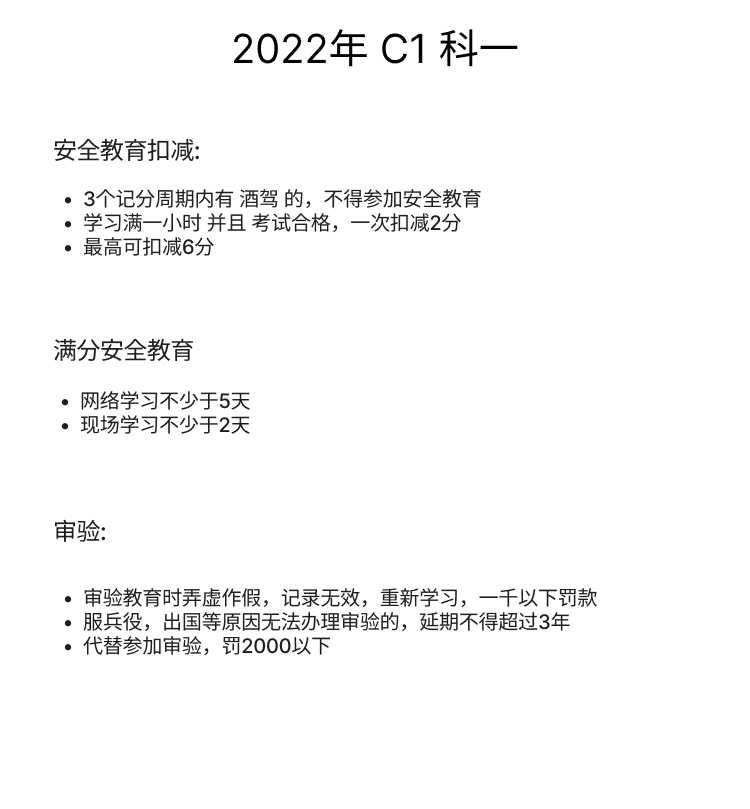 2022年 C1 科一
安全教育扣减:
• 3个记分周期内有 酒驾 的，不得参加安全教育
• 学习满一小时 并且 考试合格，一次扣减2分
• 最高可扣减6分
满分安全教育
• 网络学习不少于5天
• 现场学习不少于2天
审验:
• 审验教育时弄虚作假，记录无效，重新学习，一千以下罚款
• 服兵役，出国等原因无法办理审验的，延期不得超过3年
• 代替参加审验，罚2000以下